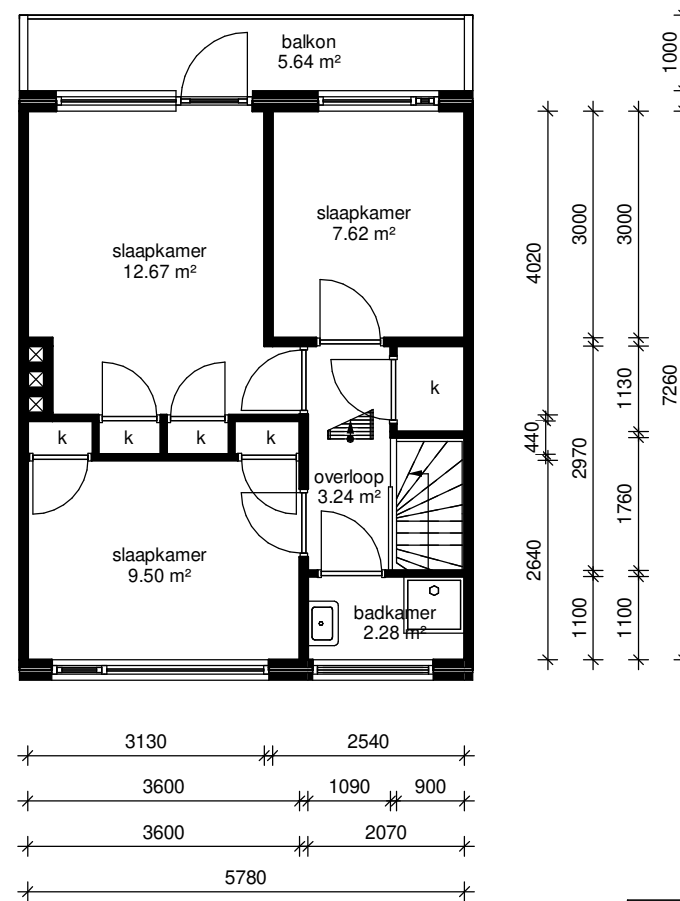 balkon
5.64 m²
1000
slaapkamer
7.62 m²
slaapkamer
12.67 m²
4020
3000
3000
7260
k
k
k
k
k
1130
440
2970
overloop
3.24 m²
1760
slaapkamer
9.50 m²
2640
badkamer
2.28 m²
1100
1100
3130
2540
3600
1090
900
3600
2070
5780